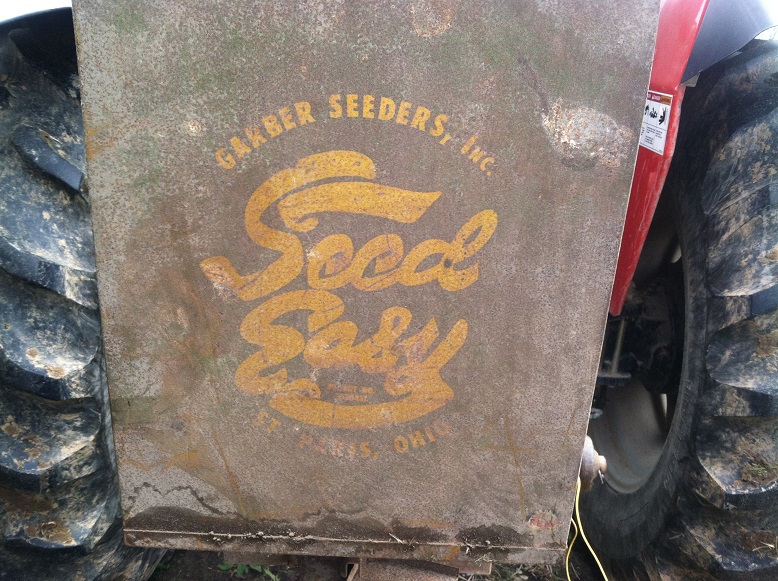 GARBER SEEDERS, Inc.
Seed
Easy
ST. PARIS, OHIO